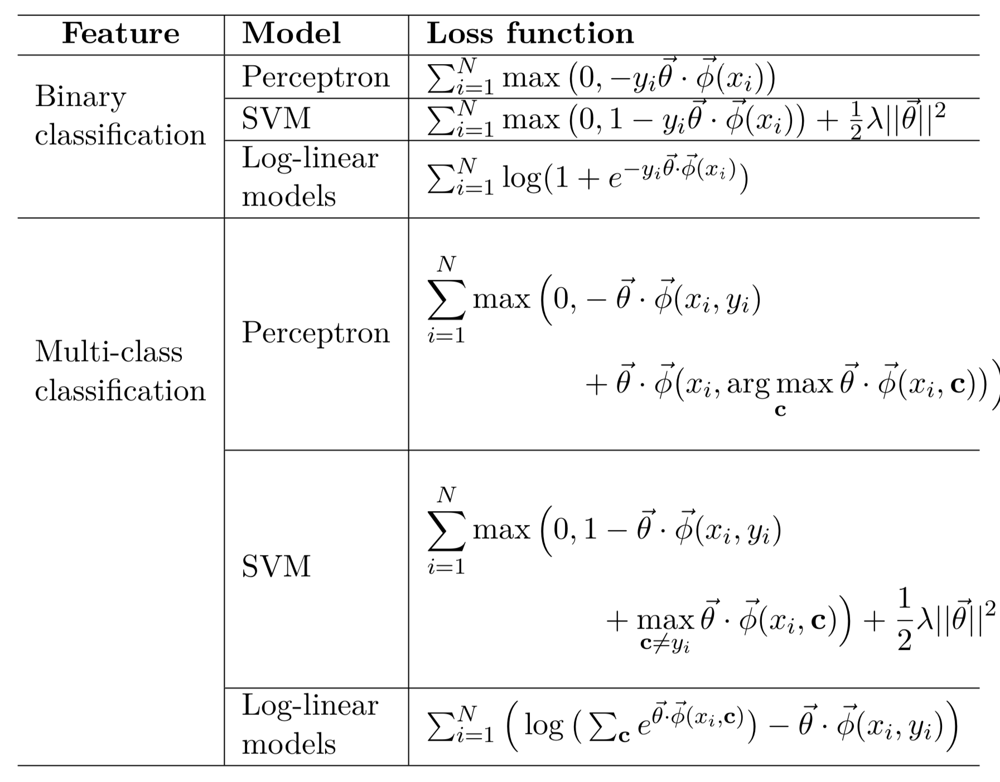 Feature Model Loss function
Binary classification
Perceptron $\sum_{i=1}^{N} \max \left(0, -y_i \vec{\theta} \cdot \vec{\phi}(x_i)\right)$
SVM $\sum_{i=1}^{N} \max \left(0, 1 - y_i \vec{\theta} \cdot \vec{\phi}(x_i)\right) + \frac{1}{2} \lambda ||\vec{\theta}||^2$
Log-linear models $\sum_{i=1}^{N} \log(1 + e^{-y_i \vec{\theta} \cdot \vec{\phi}(x_i)})$
Multi-class classification
Perceptron $\sum_{i=1}^{N} \max \Big(0, - \vec{\theta} \cdot \vec{\phi}(x_i, y_i)$
$+ \vec{\theta} \cdot \vec{\phi}(x_i, \arg\max_{\mathbf{c}} \vec{\theta} \cdot \vec{\phi}(x_i, \mathbf{c}))\Big)$
SVM $\sum_{i=1}^{N} \max \Big(0, 1 - \vec{\theta} \cdot \vec{\phi}(x_i, y_i)$
$+ \max_{\mathbf{c} \neq y_i} \vec{\theta} \cdot \vec{\phi}(x_i, \mathbf{c})\Big) + \frac{1}{2} \lambda ||\vec{\theta}||^2$
Log-linear models $\sum_{i=1}^{N} \Big( \log \big( \sum_{\mathbf{c}} e^{\vec{\theta} \cdot \vec{\phi}(x_i, \mathbf{c})} \big) - \vec{\theta} \cdot \vec{\phi}(x_i, y_i) \Big)$